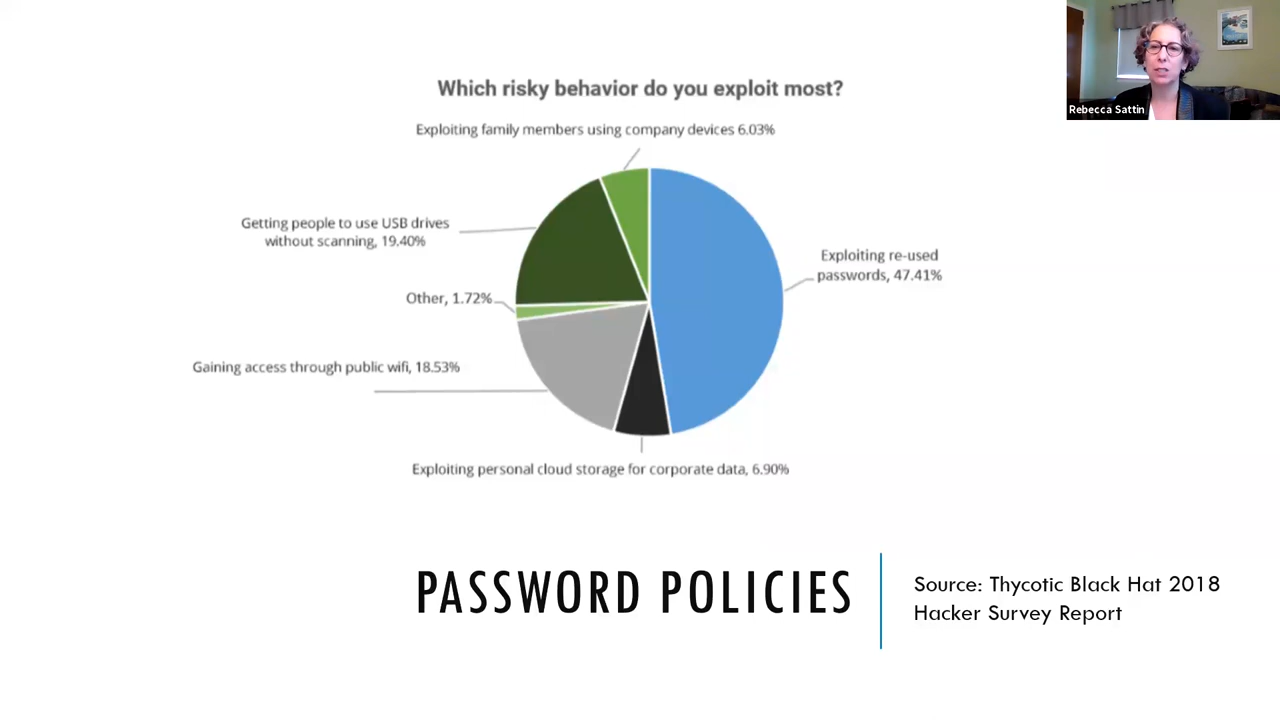 Rebecca Sattin
Which risky behavior do you exploit most?
Exploiting family members using company devices 6.03%
Getting people to use USB drives
without scanning, 19.40%
Exploiting re-used
passwords, 47.41%
Other, 1.72%
Gaining access through public wifi, 18.53%
Exploiting personal cloud storage for corporate data, 6.90%
PASSWORD POLICIES
Source: Thycotic Black Hat 2018
Hacker Survey Report